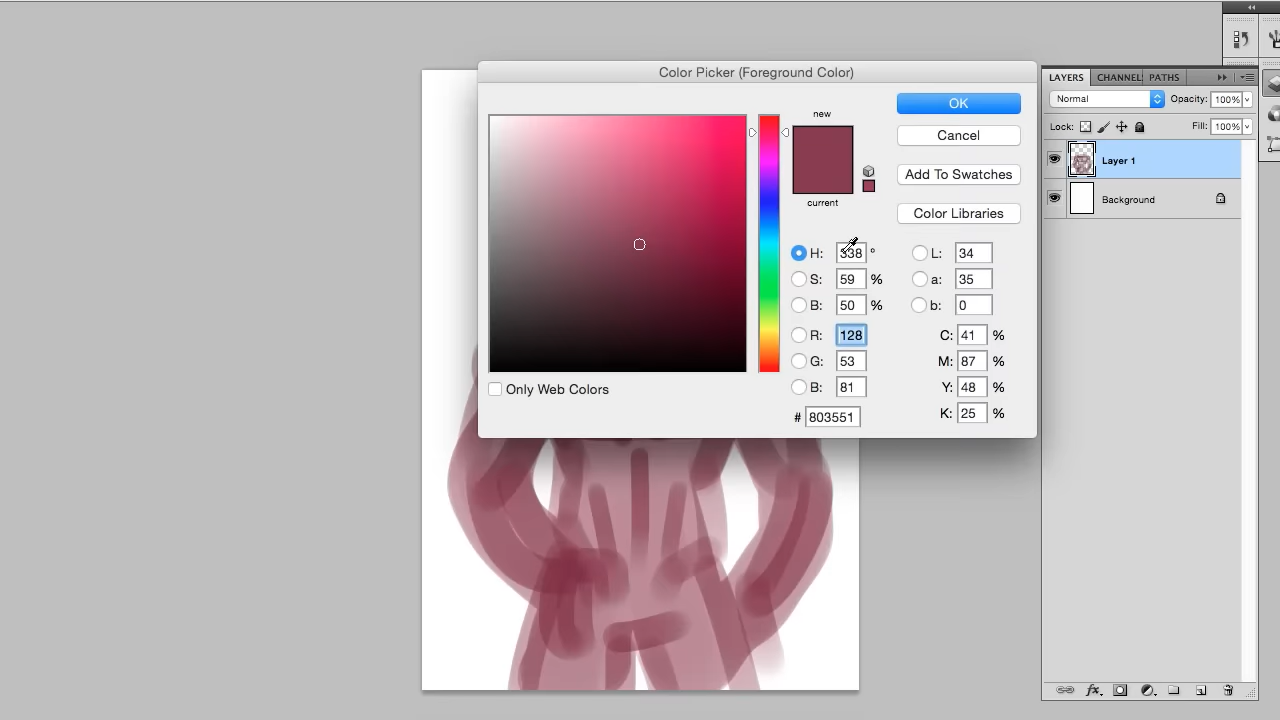 Color Picker (Foreground Color)
new
current
OK
Cancel
Add To Swatches
Color Libraries
H: 338 °
S: 59 %
B: 50 %
R: 128
G: 53
B: 81
# 803551
L: 34
a: 35
b: 0
C: 41 %
M: 87 %
Y: 48 %
K: 25 %
Only Web Colors
LAYERS CHANNEL PATHS
Normal Opacity: 100%
Lock: Fill: 100%
Layer 1
Background
fx